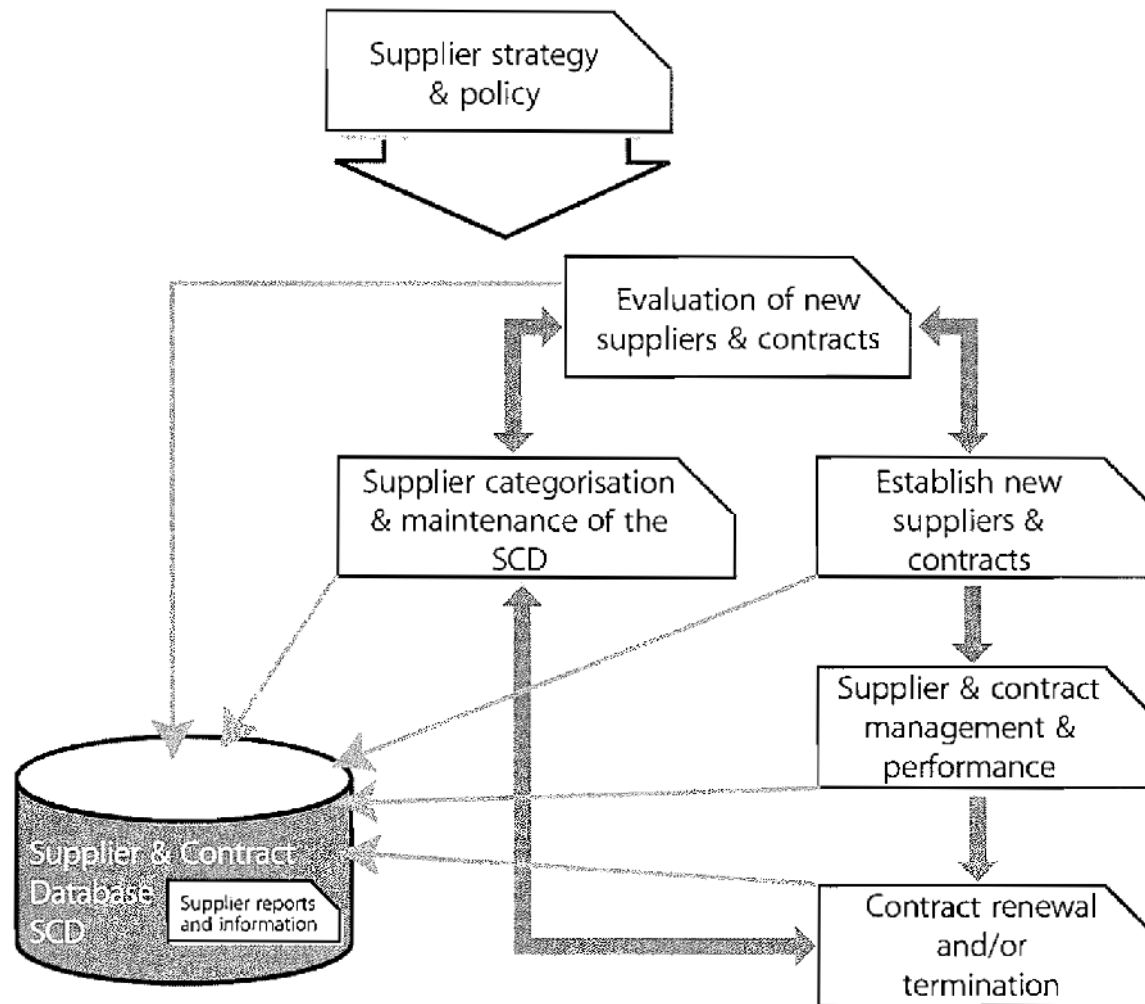 Supplier strategy
& policy
Evaluation of new
suppliers & contracts
Supplier categorisation
& maintenance of the
SCD
Establish new
suppliers &
contracts
Supplier & contract
management &
performance
Supplier & Contract
Database
SCD
Supplier reports
and information
Contract renewal
and/or
termination